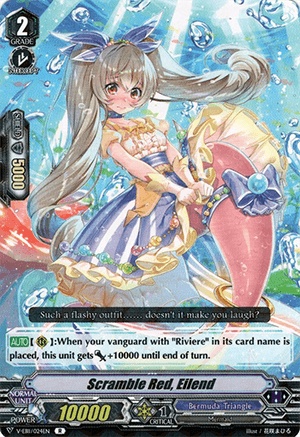 2
GRADE
INTERCEPT
SHIELD
5000
Such a flashy outfit...... doesn't it make you laugh?
AUTO [ ]:When your vanguard with "Riviere" in its card name is
placed, this unit gets +10000 until end of turn.
Scramble Red, Eilend
NORMAL
UNIT
10000
1
CRITICAL
Bermuda Triangle
Mermaid
POWER
V-EB11/024EN R